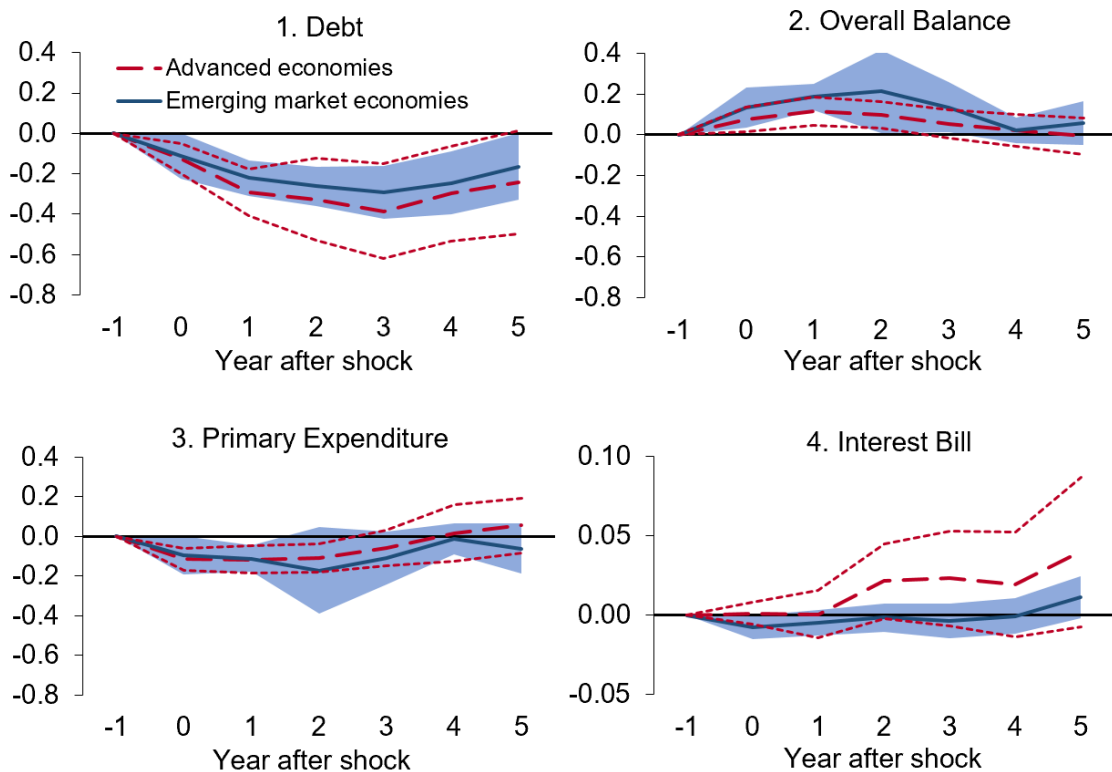 1. Debt
0.4
0.2
0.0
-0.2
-0.4
-0.6
-0.8
Advanced economies
Emerging market economies
-1 0 1 2 3 4 5
Year after shock
2. Overall Balance
0.4
0.2
0.0
-0.2
-0.4
-0.6
-0.8
-1 0 1 2 3 4 5
Year after shock
3. Primary Expenditure
0.4
0.2
0.0
-0.2
-0.4
-0.6
-0.8
-1 0 1 2 3 4 5
Year after shock
4. Interest Bill
0.10
0.05
0.00
-0.05
-1 0 1 2 3 4 5
Year after shock